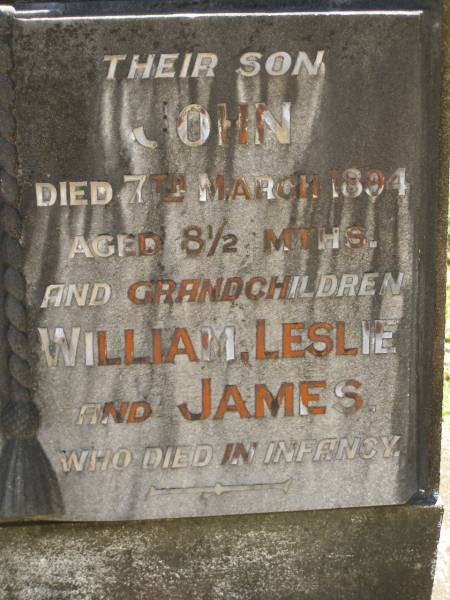 THEIR SON
JOHN
DIED 7TH MARCH 1894
AGED 8½ MTHS.
AND GRANDCHILDREN
WILLIAM, LESLIE
AND JAMES,
WHO DIED IN INFANCY.